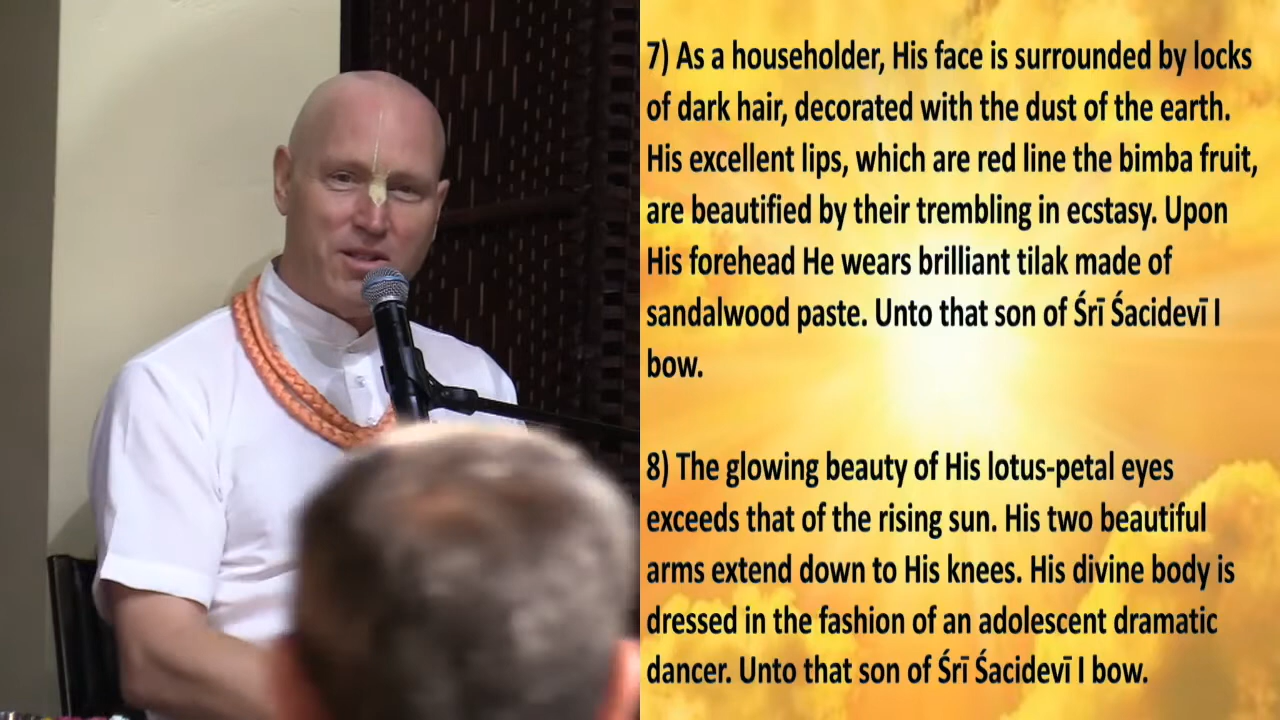 7) As a householder, His face is surrounded by locks
of dark hair, decorated with the dust of the earth.
His excellent lips, which are red line the bimba fruit,
are beautified by their trembling in ecstasy. Upon
His forehead He wears brilliant tilak made of
sandalwood paste. Unto that son of Śrī Śacidevī I
bow.
8) The glowing beauty of His lotus-petal eyes
exceeds that of the rising sun. His two beautiful
arms extend down to His knees. His divine body is
dressed in the fashion of an adolescent dramatic
dancer. Unto that son of Śrī Śacidevī I bow.